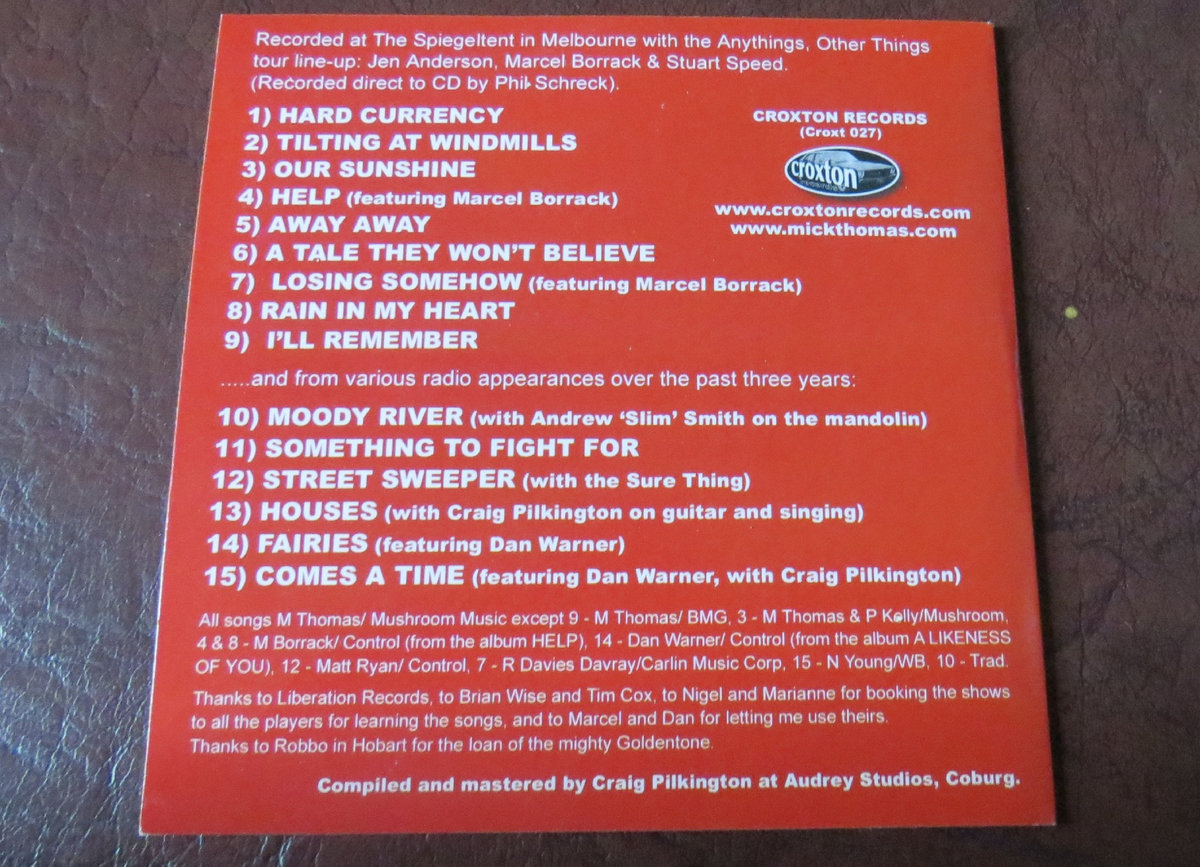 Recorded at The Spiegeltent in Melbourne with the Anythings, Other Things
tour line-up: Jen Anderson, Marcel Borrack & Stuart Speed.
(Recorded direct to CD by Phil Schreck).
1) HARD CURRENCY
2) TILTING AT WINDMILLS
3) OUR SUNSHINE
4) HELP (featuring Marcel Borrack)
5) AWAY AWAY
6) A TALE THEY WON'T BELIEVE
7) LOSING SOMEHOW (featuring Marcel Borrack)
8) RAIN IN MY HEART
9) I'LL REMEMBER
CROXTON RECORDS
(Croxt 027)
croxton
records
www.croxtonrecords.com
www.mickthomas.com
.....and from various radio appearances over the past three years:
10) MOODY RIVER (with Andrew ‘Slim’ Smith on the mandolin)
11) SOMETHING TO FIGHT FOR
12) STREET SWEEPER (with the Sure Thing)
13) HOUSES (with Craig Pilkington on guitar and singing)
14) FAIRIES (featuring Dan Warner)
15) COMES A TIME (featuring Dan Warner, with Craig Pilkington)
All songs M Thomas/ Mushroom Music except 9 - M Thomas/ BMG, 3 - M Thomas & P Kelly/Mushroom,
4 & 8 - M Borrack/ Control (from the album HELP), 14 - Dan Warner/ Control (from the album A LIKENESS
OF YOU), 12 - Matt Ryan/ Control, 7 - R Davies Davray/Carlin Music Corp, 15 - N Young/WB, 10 - Trad.
Thanks to Liberation Records, to Brian Wise and Tim Cox, to Nigel and Marianne for booking the shows
to all the players for learning the songs, and to Marcel and Dan for letting me use theirs.
Thanks to Robbo in Hobart for the loan of the mighty Goldentone.
Compiled and mastered by Craig Pilkington at Audrey Studios, Coburg.